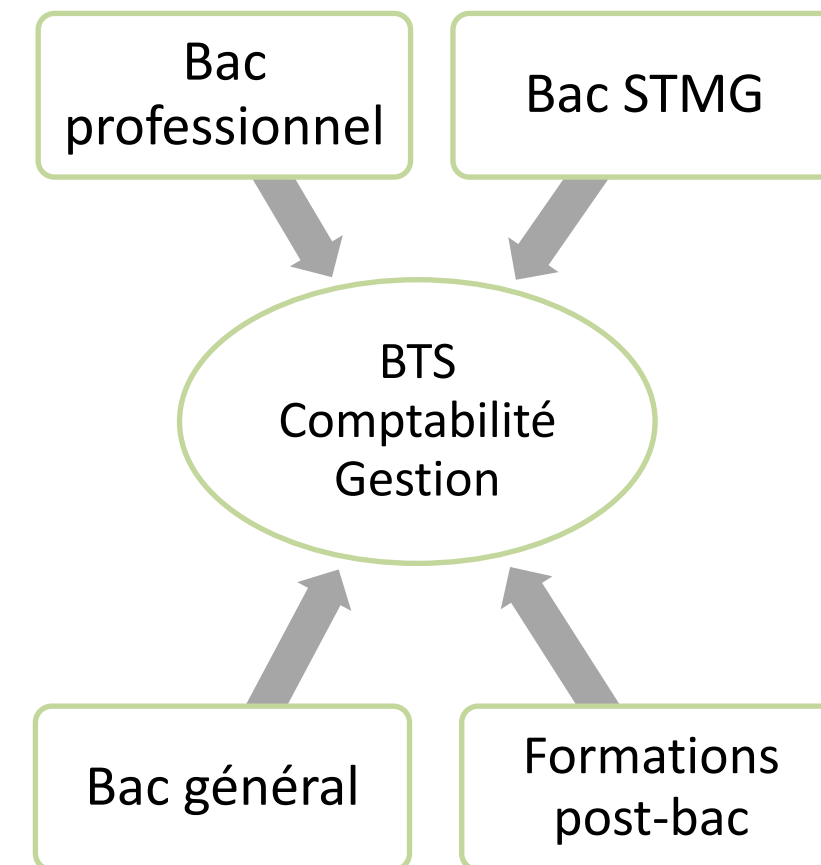 Bac
professionnel
Bac STMG
BTS
Comptabilité
Gestion
Bac général
Formations
post-bac